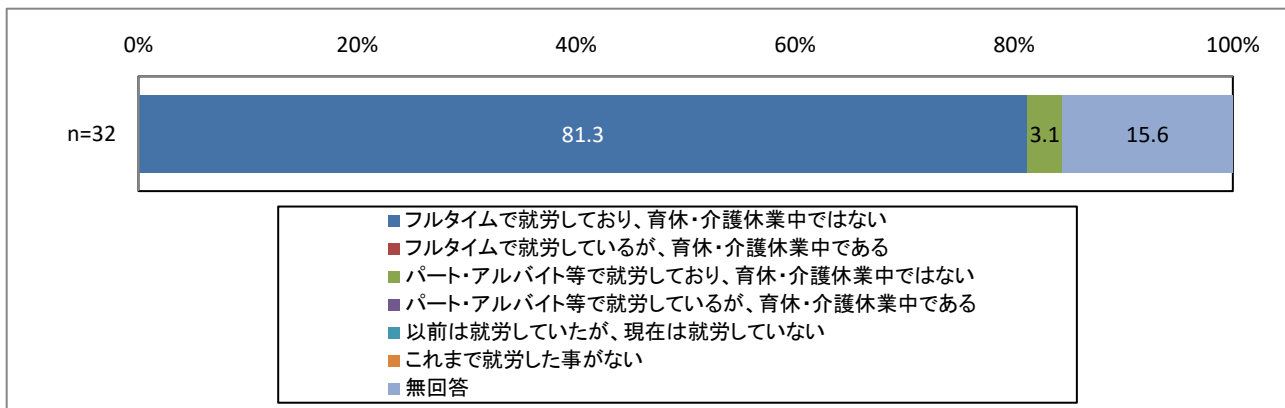 0% 20% 40% 60% 80% 100%
n=32 81.3 3.1 15.6
フルタイムで就労しており、育休・介護休業中ではない
フルタイムで就労しているが、育休・介護休業中である
パート・アルバイト等で就労しており、育休・介護休業中ではない
パート・アルバイト等で就労しているが、育休・介護休業中である
以前は就労していたが、現在は就労していない
これまで就労した事がない
無回答